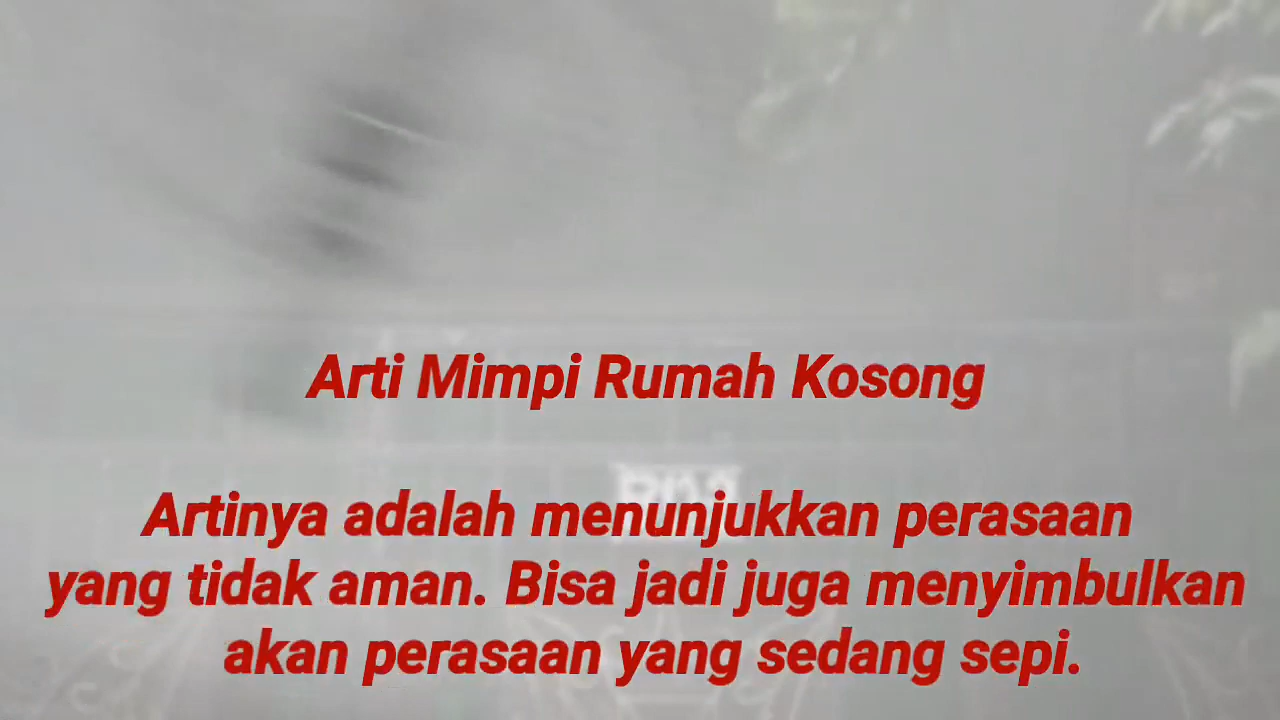 Arti Mimpi Rumah Kosong
Artinya adalah menunjukkan perasaan
yang tidak aman. Bisa jadi juga menyimbulkan
akan perasaan yang sedang sepi.